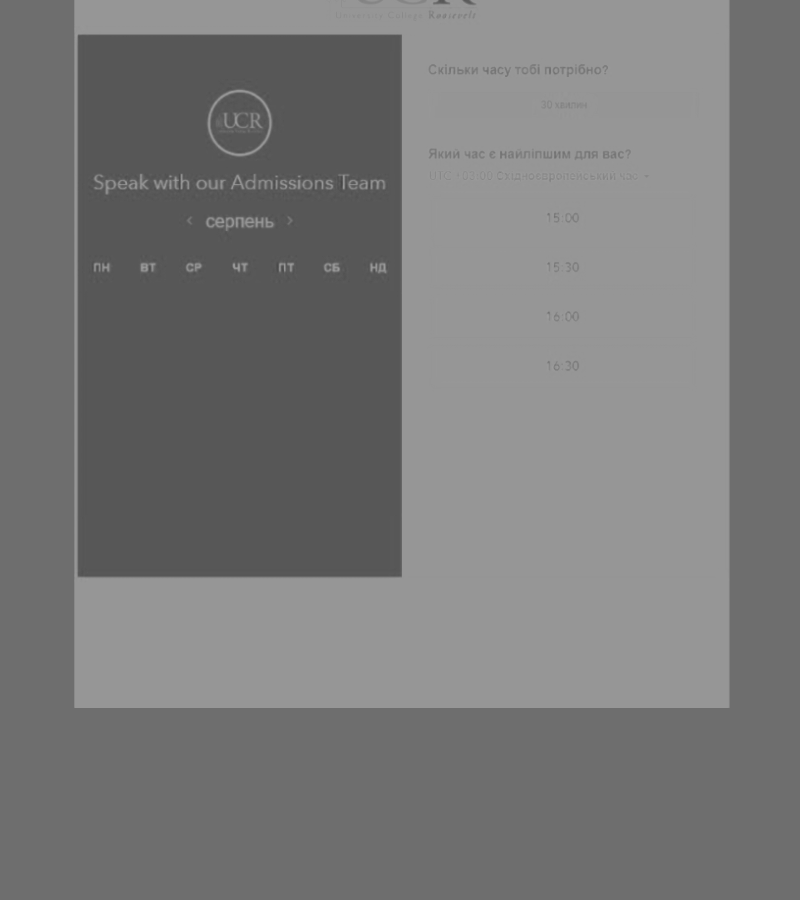 UCR
University College Roosevelt
UCR
Speak with our Admissions Team
‹ серпень ›
ПН ВТ СР ЧТ ПТ СБ НД
Скільки часу тобі потрібно?
30 хвилин
Який час є найліпшим для вас?
UTC +03:00 Східноєвропейський час
15:00
15:30
16:00
16:30